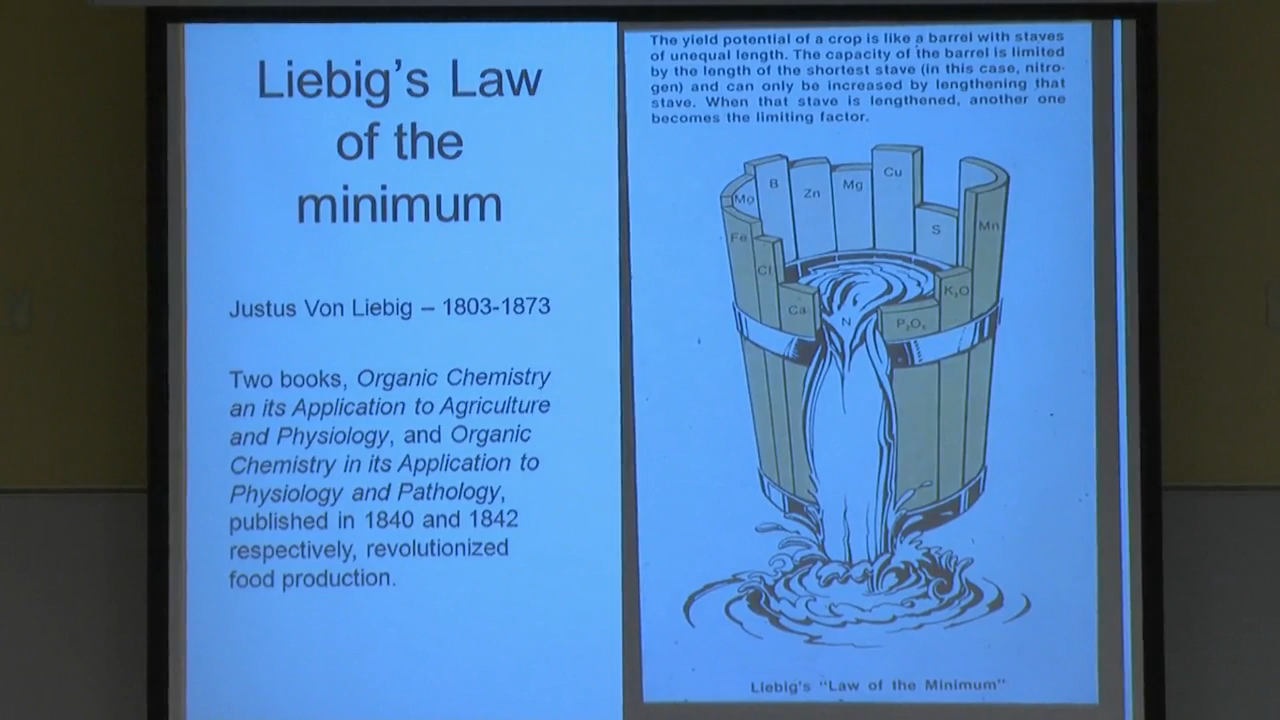 Liebig's Law
of the
minimum
Justus Von Liebig – 1803-1873
Two books, Organic Chemistry
an its Application to Agriculture
and Physiology, and Organic
Chemistry in its Application to
Physiology and Pathology,
published in 1840 and 1842
respectively, revolutionized
food production.
The yield potential of a crop is like a barrel with staves
of unequal length. The capacity of the barrel is limited
by the length of the shortest stave (in this case, nitro-
gen) and can only be increased by lengthening that
stave. When that stave is lengthened, another one
becomes the limiting factor.
Mo
B
Zn
Mg
Cu
S
Mn
Fe
Cl
Ca
N
P₂O₅
K₂O
Liebig's "Law of the Minimum"